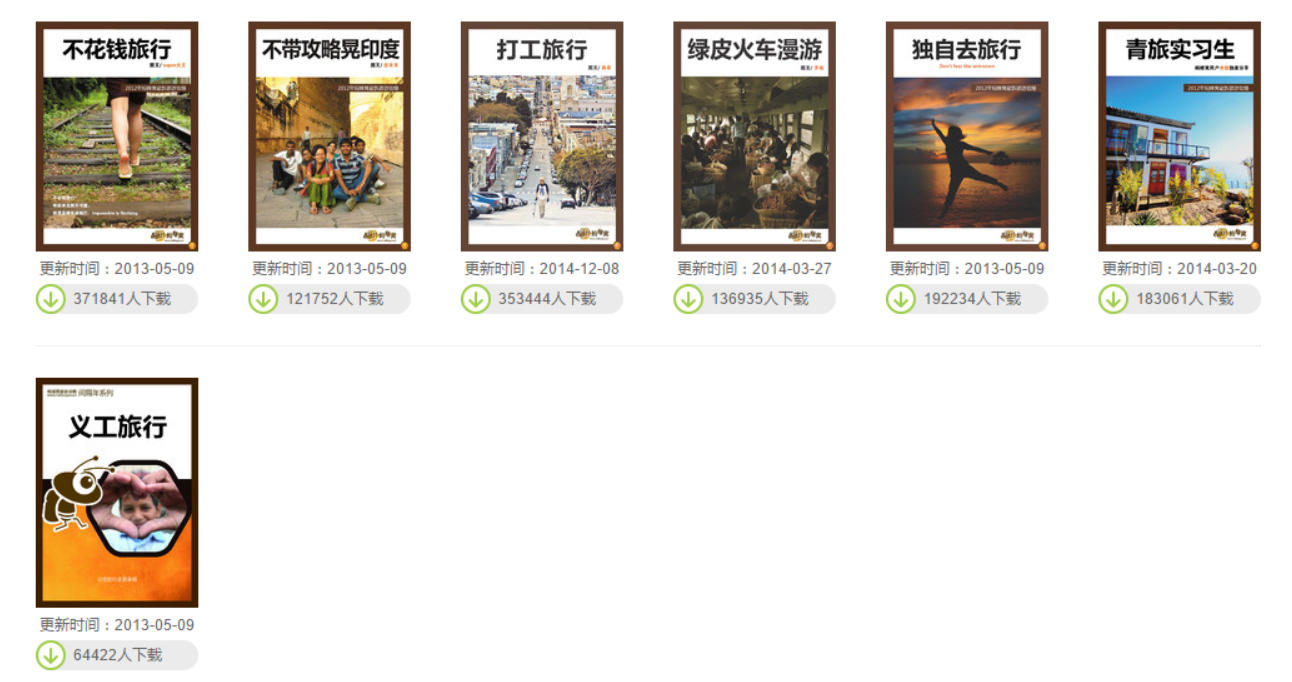 不花钱旅行
不带攻略晃印度
打工旅行
绿皮火车漫游
独自去旅行
青旅实习生
图文/
图文/
图文/
图文/
更新时间：2013-05-09
更新时间：2013-05-09
更新时间：2014-12-08
更新时间：2014-03-27
更新时间：2013-05-09
更新时间：2014-03-20
371841人下载
121752人下载
353444人下载
136935人下载
192234人下载
183061人下载
间隔年系列
义工旅行
更新时间：2013-05-09
64422人下载